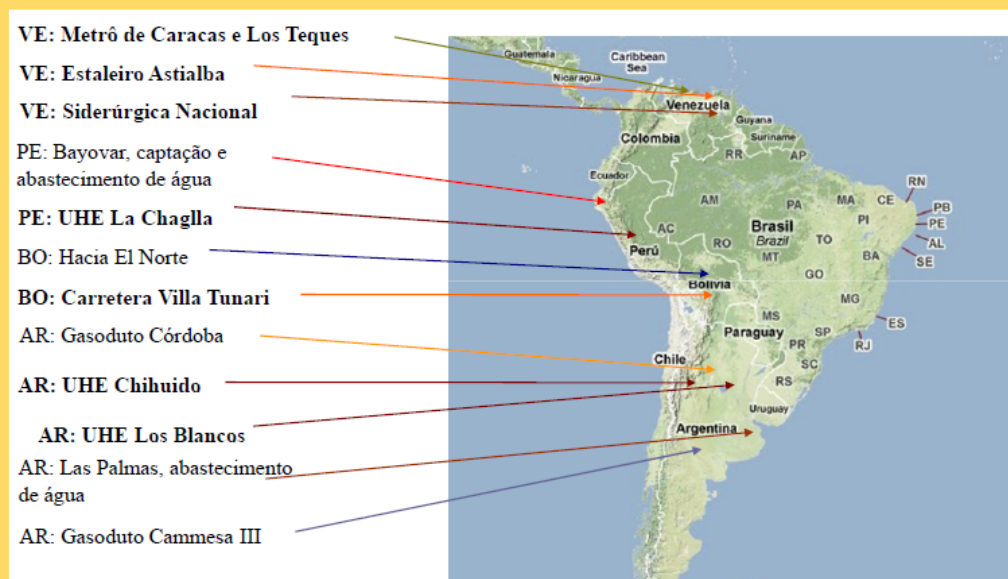 VE: Metrô de Caracas e Los Teques
VE: Estaleiro Astialba
VE: Siderúrgica Nacional
PE: Bayovar, captação e
abastecimento de água
PE: UHE La Chaglla
BO: Hacia El Norte
BO: Carretera Villa Tunari
AR: Gasoduto Córdoba
AR: UHE Chihuido
AR: UHE Los Blancos
AR: Las Palmas, abastecimento
de água
AR: Gasoduto Cammesa III
Guatemala
Caribbean
Sea
Nicaragua
Venezuela
Guyana
Suriname
Colombia
RR
AP
Ecuador
AM
PA
MA
CE
RN
PB
PE
PI
AL
SE
Brasil
Brazil
AC
RO
TO
Perú
MT
BA
GO
Bolivia
MG
MS
ES
Paraguay
SP
RJ
PR
Chile
SC
RS
Uruguay
Argentina